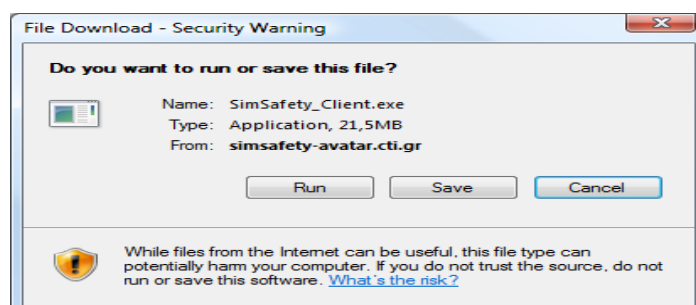 File Download - Security Warning
Do you want to run or save this file?
Name: SimSafety_Client.exe
Type: Application, 21,5MB
From: simsafety-avatar.cti.gr
Run Save Cancel
While files from the Internet can be useful, this file type can
potentially harm your computer. If you do not trust the source, do not
run or save this software. What's the risk?